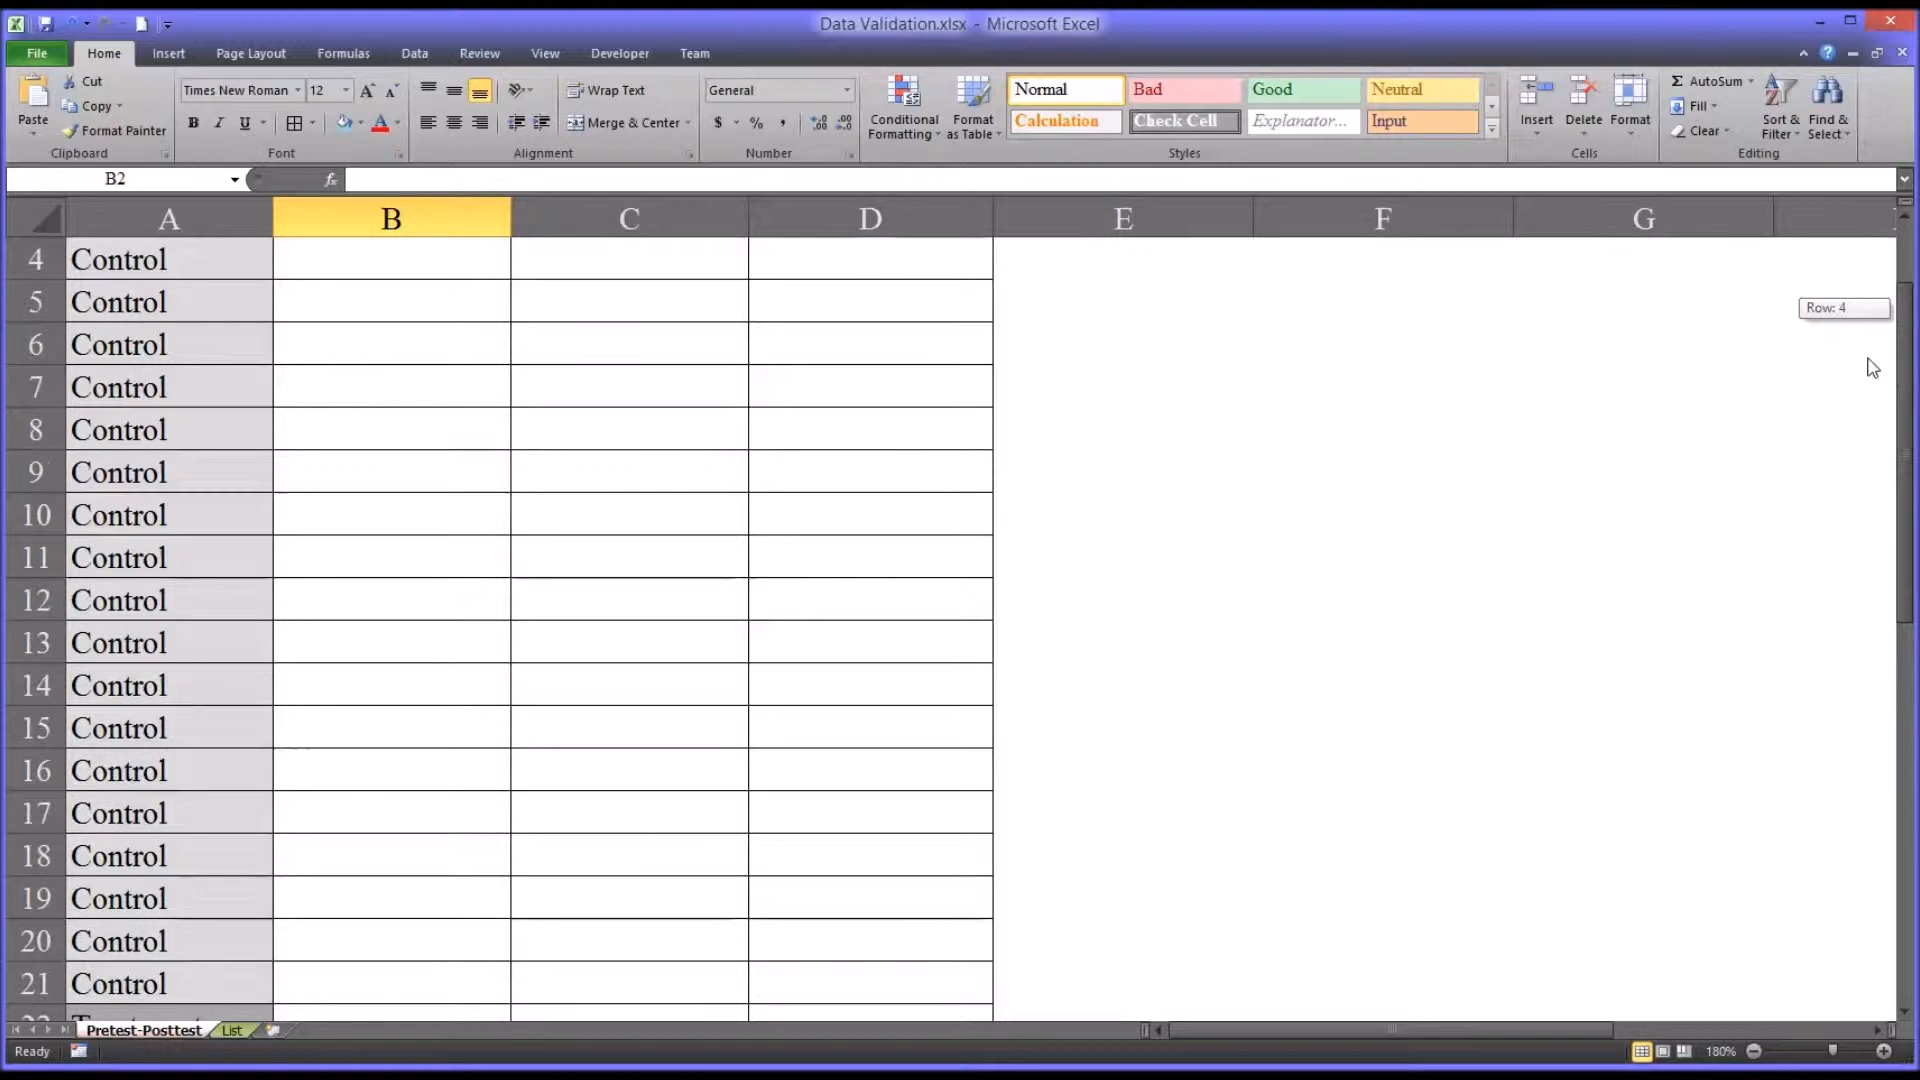 Data Validation.xlsx - Microsoft Excel
File Home Insert Page Layout Formulas Data Review View Developer Team
Paste
Cut
Copy
Format Painter
Clipboard
Times New Roman 12
B I U
Font
Wrap Text
Merge & Center
Alignment
General
$ % ,
Number
Conditional Formatting
Format as Table
Normal Bad Good Neutral
Calculation Check Cell Explanator... Input
Styles
Insert Delete Format
Cells
AutoSum
Fill
Clear
Sort & Filter
Find & Select
Editing
B2
fx
A B C D E F G
4 Control
Row: 4
5 Control
6 Control
7 Control
8 Control
9 Control
10 Control
11 Control
12 Control
13 Control
14 Control
15 Control
16 Control
17 Control
18 Control
19 Control
20 Control
21 Control
Pretest-Posttest List
Ready
180%